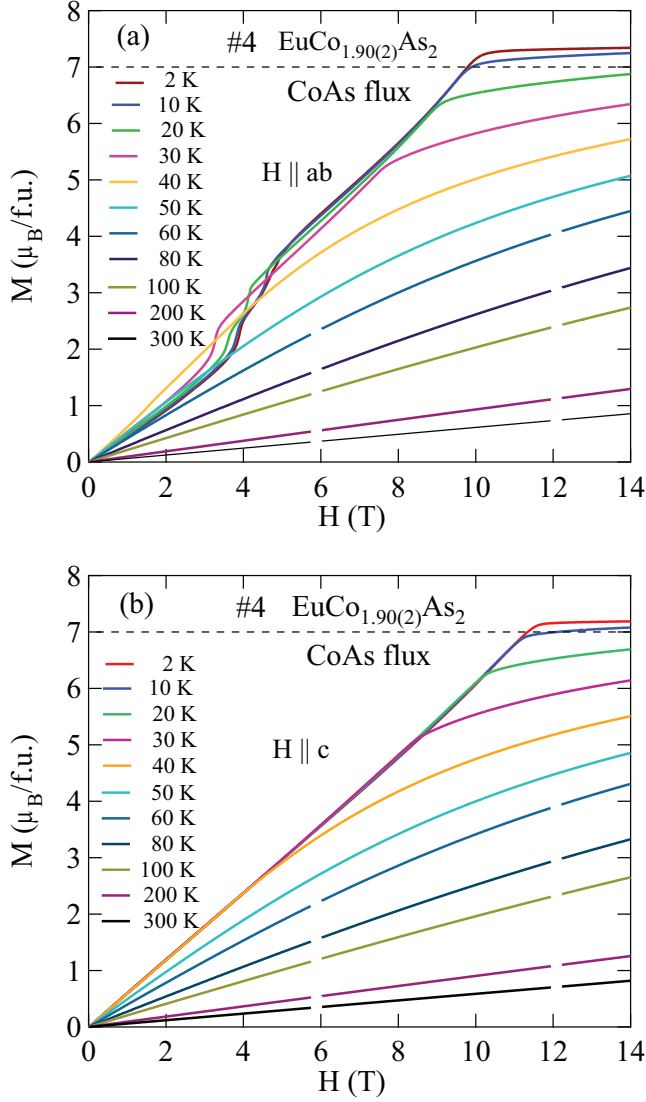 (a) #4 EuCo1.90(2)As2
CoAs flux
2 K
10 K
20 K
30 K
40 K
50 K
60 K
80 K
100 K
200 K
300 K
H || ab
M (μB/f.u.)
8
7
6
5
4
3
2
1
0
0 2 4 6 8 10 12 14
H (T)
(b) #4 EuCo1.90(2)As2
CoAs flux
2 K
10 K
20 K
30 K
40 K
50 K
60 K
80 K
100 K
200 K
300 K
H || c
M (μB/f.u.)
8
7
6
5
4
3
2
1
0
0 2 4 6 8 10 12 14
H (T)